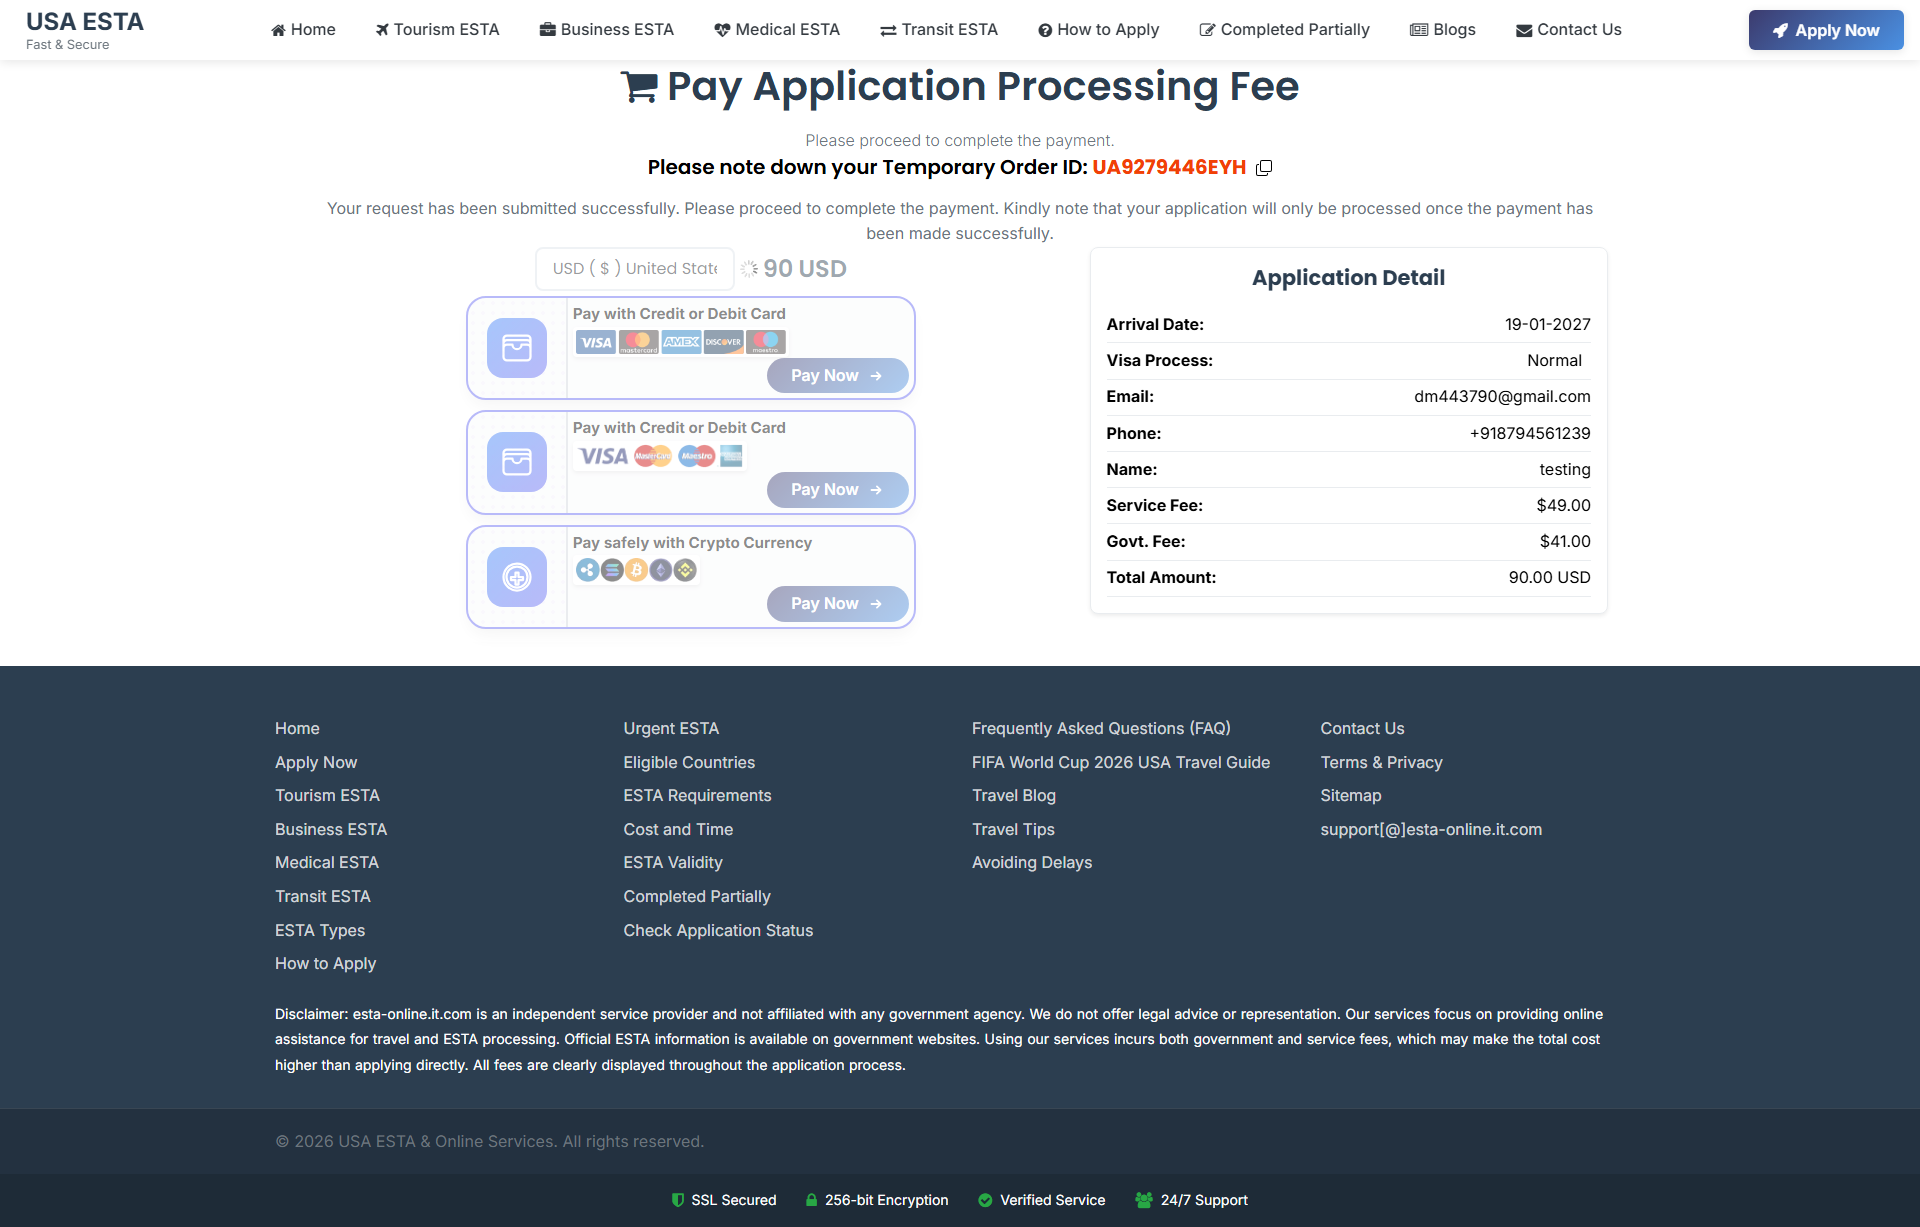 USA ESTA
Fast & Secure
Home
Tourism ESTA
Business ESTA
Medical ESTA
Transit ESTA
How to Apply
Completed Partially
Blogs
Contact Us
Apply Now
Pay Application Processing Fee
Please proceed to complete the payment.
Please note down your Temporary Order ID: UA9279446EYH
Your request has been submitted successfully. Please proceed to complete the payment. Kindly note that your application will only be processed once the payment has
been made successfully.
USD ( $ ) United State
90 USD
Pay with Credit or Debit Card
VISA mastercard AMEX DISCOVER maestro
Pay Now
Pay with Credit or Debit Card
VISA MasterCard Maestro
Pay Now
Pay safely with Crypto Currency
Pay Now
Application Detail
Arrival Date: 19-01-2027
Visa Process: Normal
Email: dm443790@gmail.com
Phone: +918794561239
Name: testing
Service Fee: $49.00
Govt. Fee: $41.00
Total Amount: 90.00 USD
Home
Apply Now
Tourism ESTA
Business ESTA
Medical ESTA
Transit ESTA
ESTA Types
How to Apply
Urgent ESTA
Eligible Countries
ESTA Requirements
Cost and Time
ESTA Validity
Completed Partially
Check Application Status
Frequently Asked Questions (FAQ)
FIFA World Cup 2026 USA Travel Guide
Travel Blog
Travel Tips
Avoiding Delays
Contact Us
Terms & Privacy
Sitemap
support[@]esta-online.it.com
Disclaimer: esta-online.it.com is an independent service provider and not affiliated with any government agency. We do not offer legal advice or representation. Our services focus on providing online
assistance for travel and ESTA processing. Official ESTA information is available on government websites. Using our services incurs both government and service fees, which may make the total cost
higher than applying directly. All fees are clearly displayed throughout the application process.
© 2026 USA ESTA & Online Services. All rights reserved.
SSL Secured
256-bit Encryption
Verified Service
24/7 Support